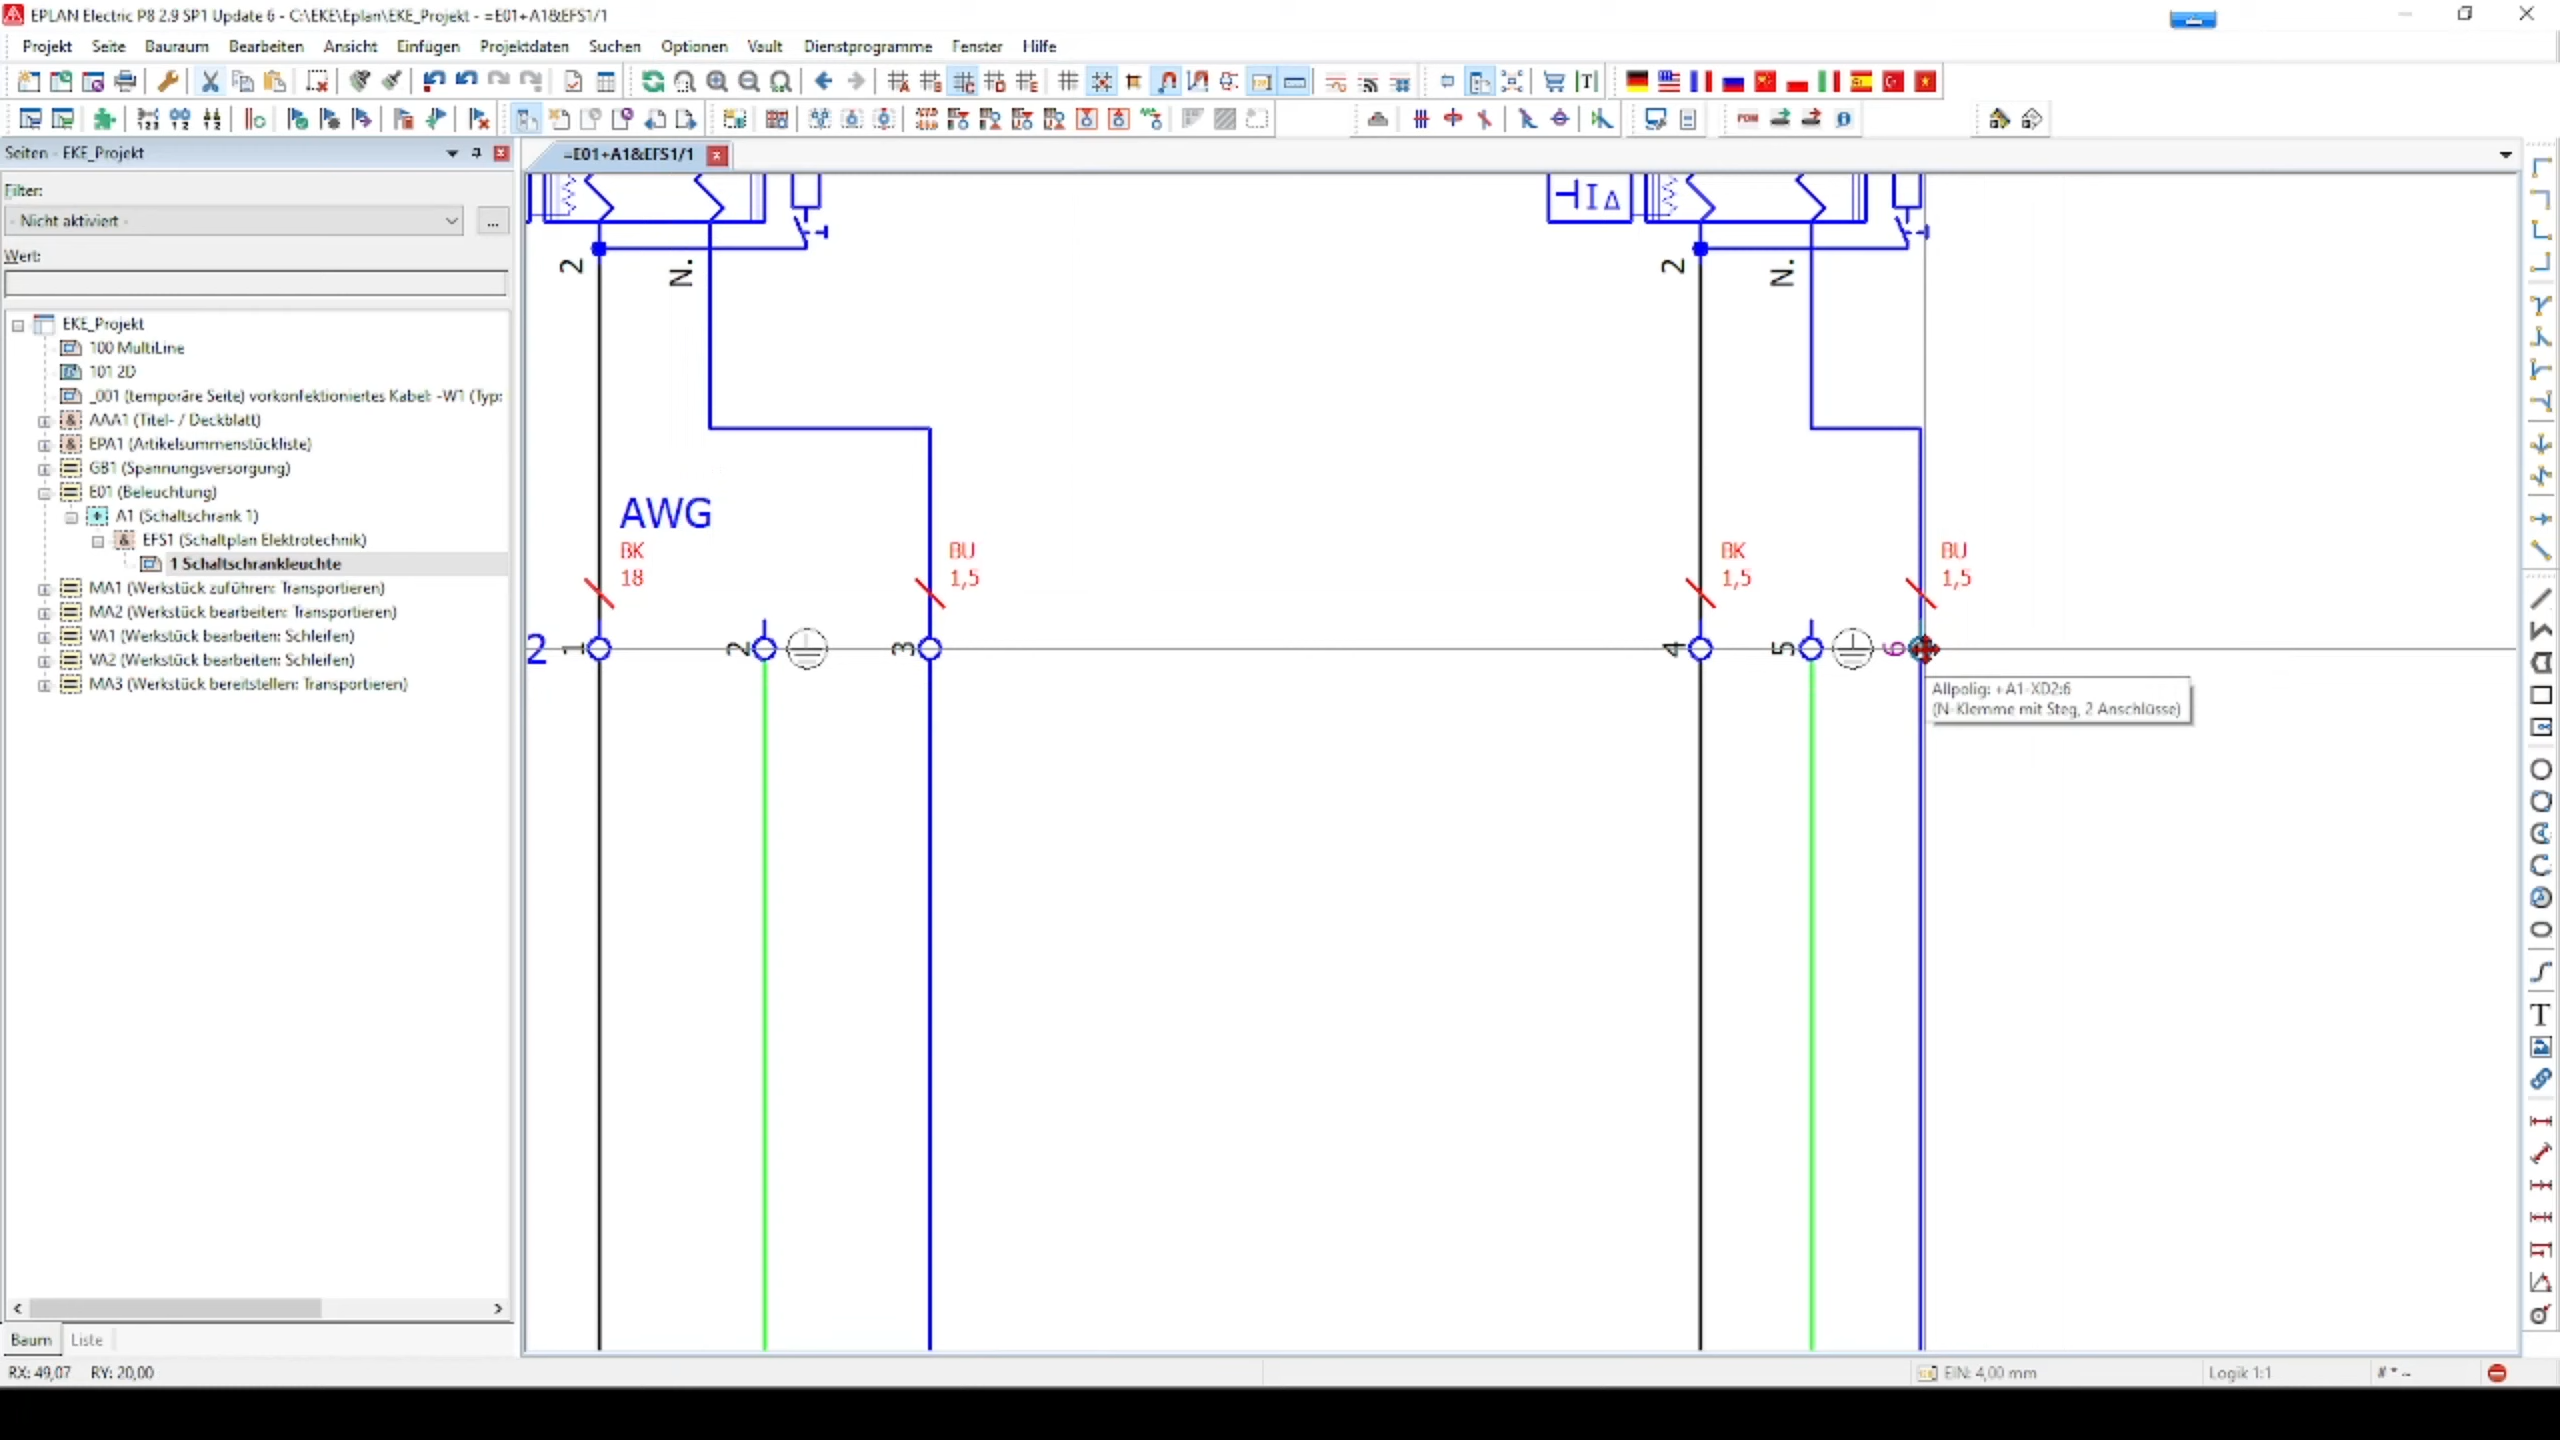 EPLAN Electric P8 2.9 SP1 Update 6 - C:\EKE\Eplan\EKE_Projekt - =E01+A1&EFS1/1
Projekt Seite Bauraum Bearbeiten Ansicht Einfügen Projektdaten Suchen Optionen Vault Dienstprogramme Fenster Hilfe
Seiten - EKE_Projekt
=E01+A1&EFS1/1
Filter:
- Nicht aktiviert -
...
Wert:
EKE_Projekt
100 MultiLine
101 2D
_001 (temporäre Seite) vorkonfektioniertes Kabel: -W1 (Typ:
AAA1 (Titel- / Deckblatt)
EPA1 (Artikelsummenstückliste)
GB1 (Spannungsversorgung)
E01 (Beleuchtung)
A1 (Schaltschrank 1)
EFS1 (Schaltplan Elektrotechnik)
1 Schaltschrankleuchte
MA1 (Werkstück zuführen: Transportieren)
MA2 (Werkstück bearbeiten: Transportieren)
VA1 (Werkstück bearbeiten: Schleifen)
VA2 (Werkstück bearbeiten: Schleifen)
MA3 (Werkstück bereitstellen: Transportieren)
Baum Liste
2 N. 2 N.
AWG
BK BU BK BU
18 1,5 1,5 1,5
2 1 2 3 4 5 6
Allpolig: +A1-XD2:6
(N-Klemme mit Steg, 2 Anschlüsse)
RX: 49,07 RY: 20,00
EIN: 4,00 mm
Logik 1:1